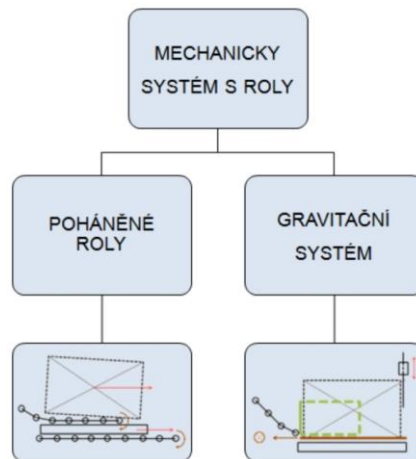 MECHANICKY
SYSTÉM S ROLY
POHÁNĚNÉ
ROLY
GRAVITAČNÍ
SYSTÉM